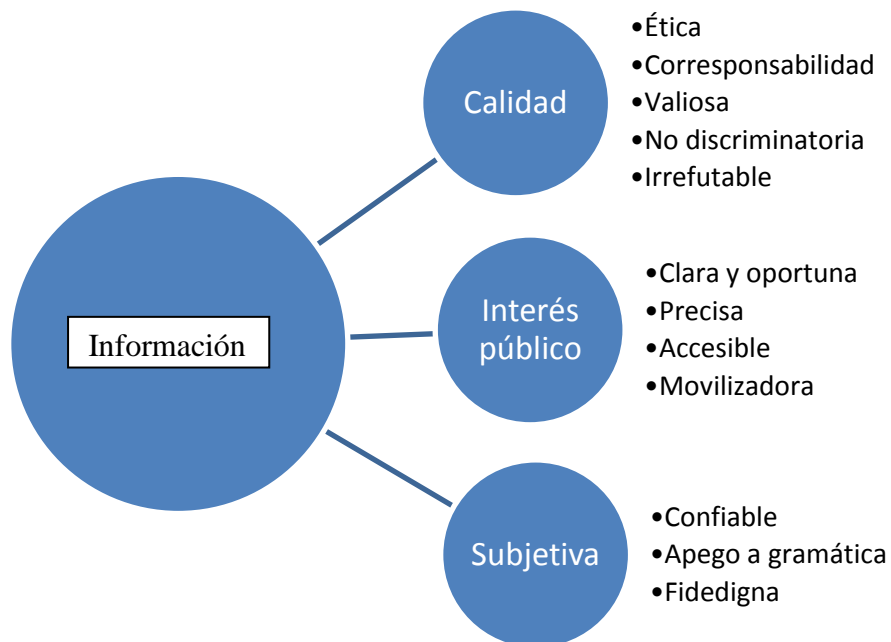 Información
Calidad
•Ética
•Corresponsabilidad
•Valiosa
•No discriminatoria
•Irrefutable
Interés
público
•Clara y oportuna
•Precisa
•Accesible
•Movilizadora
Subjetiva
•Confiable
•Apego a gramática
•Fidedigna